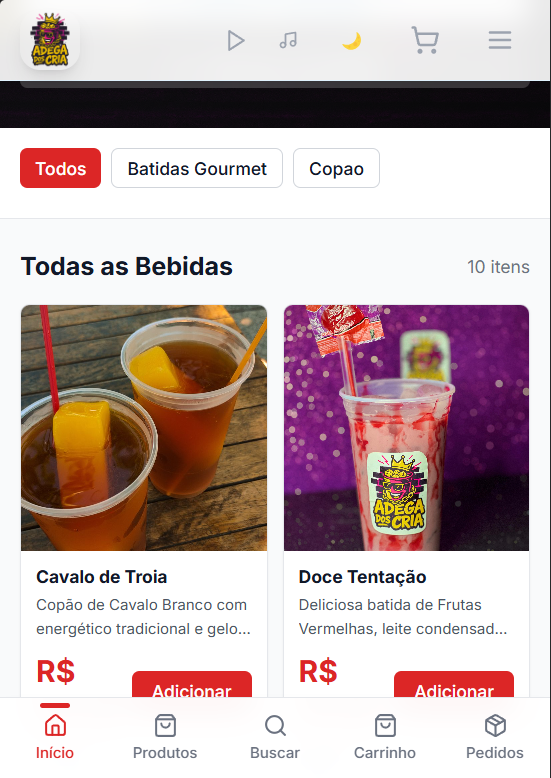 ADEGA
DOS CRIA
Todos
Batidas Gourmet
Copao
Todas as Bebidas
10 itens
ADEGA
DOS CRIA
Cavalo de Troia
Doce Tentação
Copão de Cavalo Branco com
energético tradicional e gelo...
Deliciosa batida de Frutas
Vermelhas, leite condensad...
R$
Adicionar
R$
Adicionar
Início
Produtos
Buscar
Carrinho
Pedidos